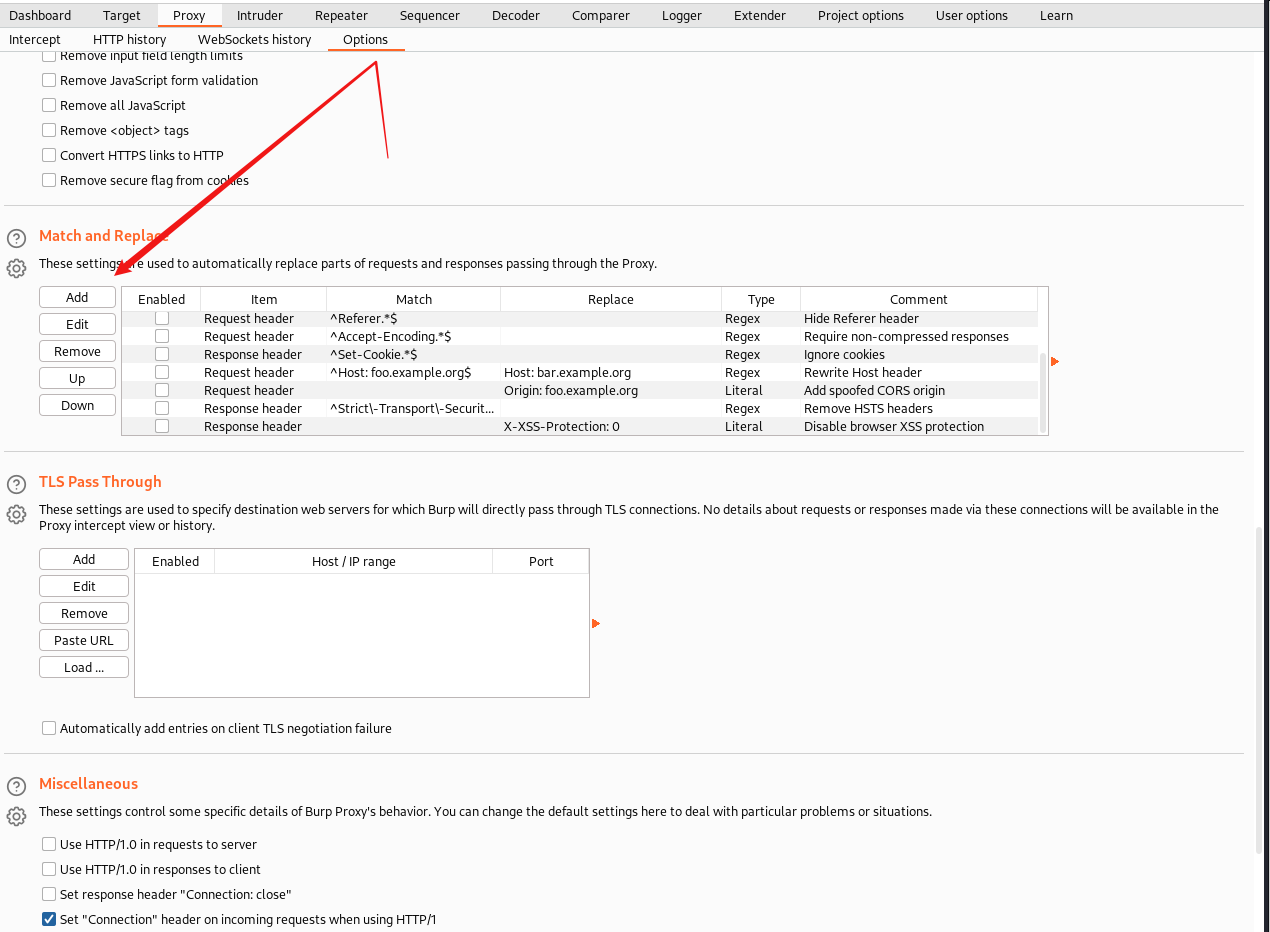 Dashboard Target Proxy Intruder Repeater Sequencer Decoder Comparer Logger Extender Project options User options Learn
Intercept HTTP history WebSockets history Options
Remove input field length limits
Remove JavaScript form validation
Remove all JavaScript
Remove <object> tags
Convert HTTPS links to HTTP
Remove secure flag from cookies
Match and Replace
These settings are used to automatically replace parts of requests and responses passing through the Proxy.
Add
Edit
Remove
Up
Down
Enabled Item Match Replace Type Comment
Request header ^Referer.*$ Regex Hide Referer header
Request header ^Accept-Encoding.*$ Regex Require non-compressed responses
Response header ^Set-Cookie.*$ Regex Ignore cookies
Request header ^Host: foo.example.org$ Host: bar.example.org Regex Rewrite Host header
Request header Origin: foo.example.org Literal Add spoofed CORS origin
Response header ^Strict\-Transport\-Securit... Regex Remove HSTS headers
Response header X-XSS-Protection: 0 Literal Disable browser XSS protection
TLS Pass Through
These settings are used to specify destination web servers for which Burp will directly pass through TLS connections. No details about requests or responses made via these connections will be available in the
Proxy intercept view or history.
Add
Edit
Remove
Paste URL
Load ...
Enabled Host / IP range Port
Automatically add entries on client TLS negotiation failure
Miscellaneous
These settings control some specific details of Burp Proxy's behavior. You can change the default settings here to deal with particular problems or situations.
Use HTTP/1.0 in requests to server
Use HTTP/1.0 in responses to client
Set response header "Connection: close"
Set "Connection" header on incoming requests when using HTTP/1